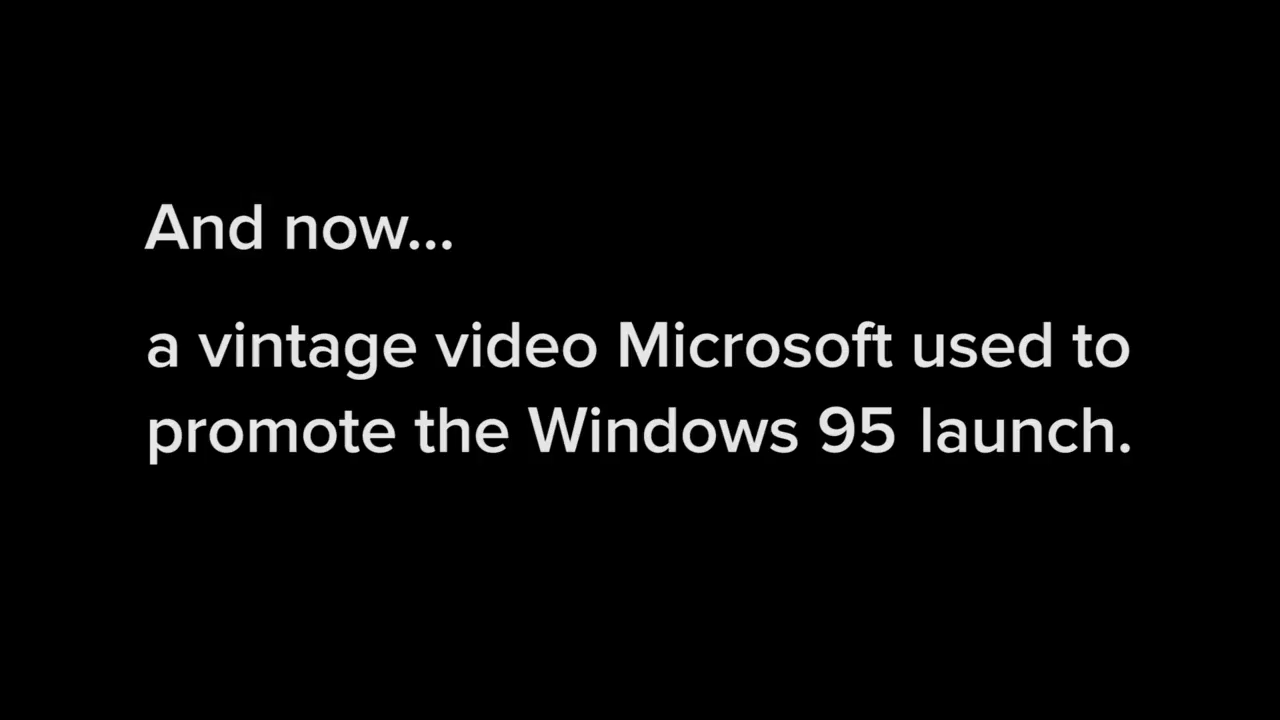 And now...
a vintage video Microsoft used to
promote the Windows 95 launch.